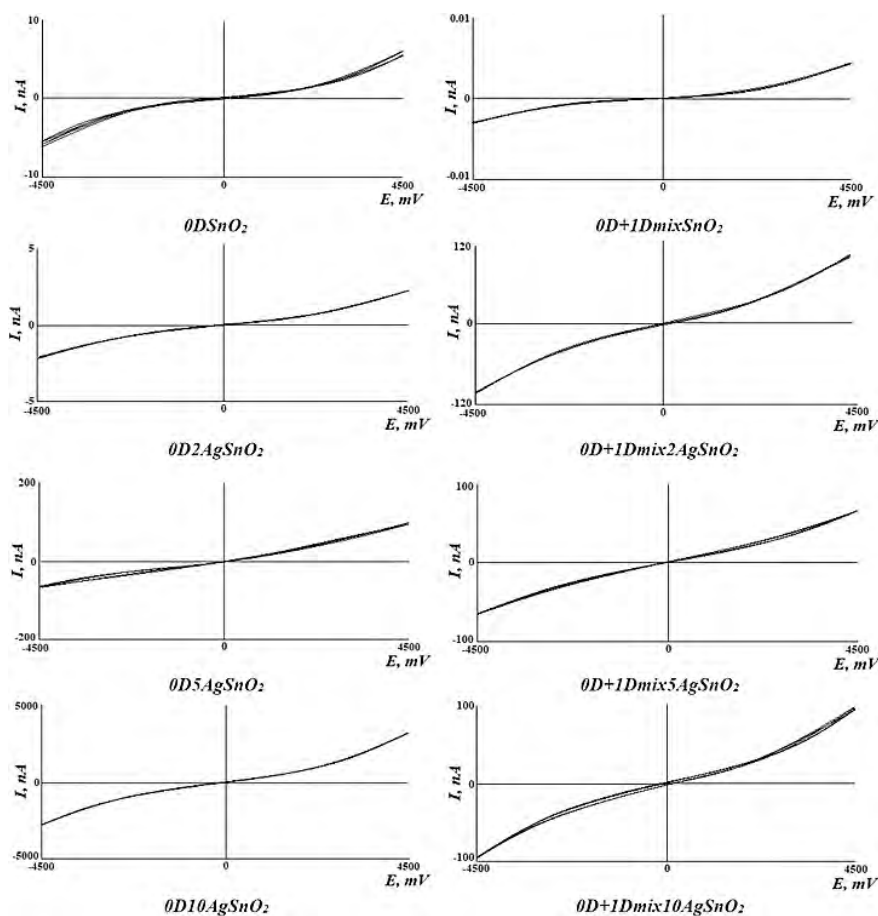 10
I, nA
0
-10
-4500
0
4500
E, mV
0DSnO₂
0.01
I, nA
0
-0.01
-4500
0
4500
E, mV
0D+1DmixSnO₂
5
I, nA
0
-5
-4500
0
4500
E, mV
0D2AgSnO₂
120
I, nA
0
-120
-4500
0
4500
E, mV
0D+1Dmix2AgSnO₂
200
I, nA
0
-200
-4500
0
4500
E, mV
0D5AgSnO₂
100
I, nA
0
-100
-4500
0
4500
E, mV
0D+1Dmix5AgSnO₂
5000
I, nA
0
-5000
-4500
0
4500
E, mV
0D10AgSnO₂
100
I, nA
0
-100
-4500
0
4500
E, mV
0D+1Dmix10AgSnO₂